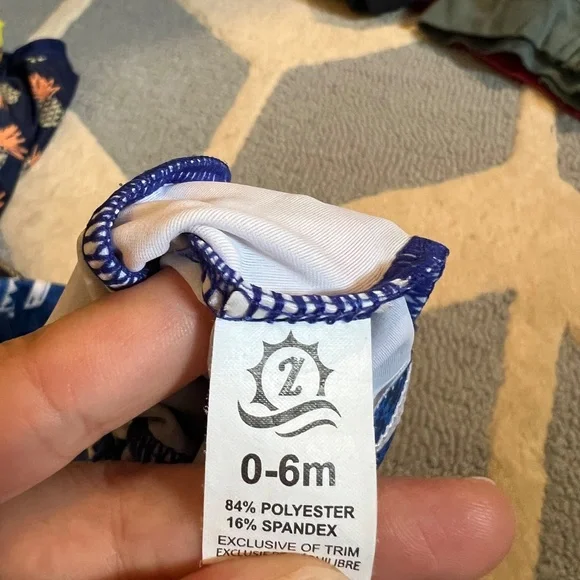 Z
0-6m
84% POLYESTER
16% SPANDEX
EXCLUSIVE OF TRIM